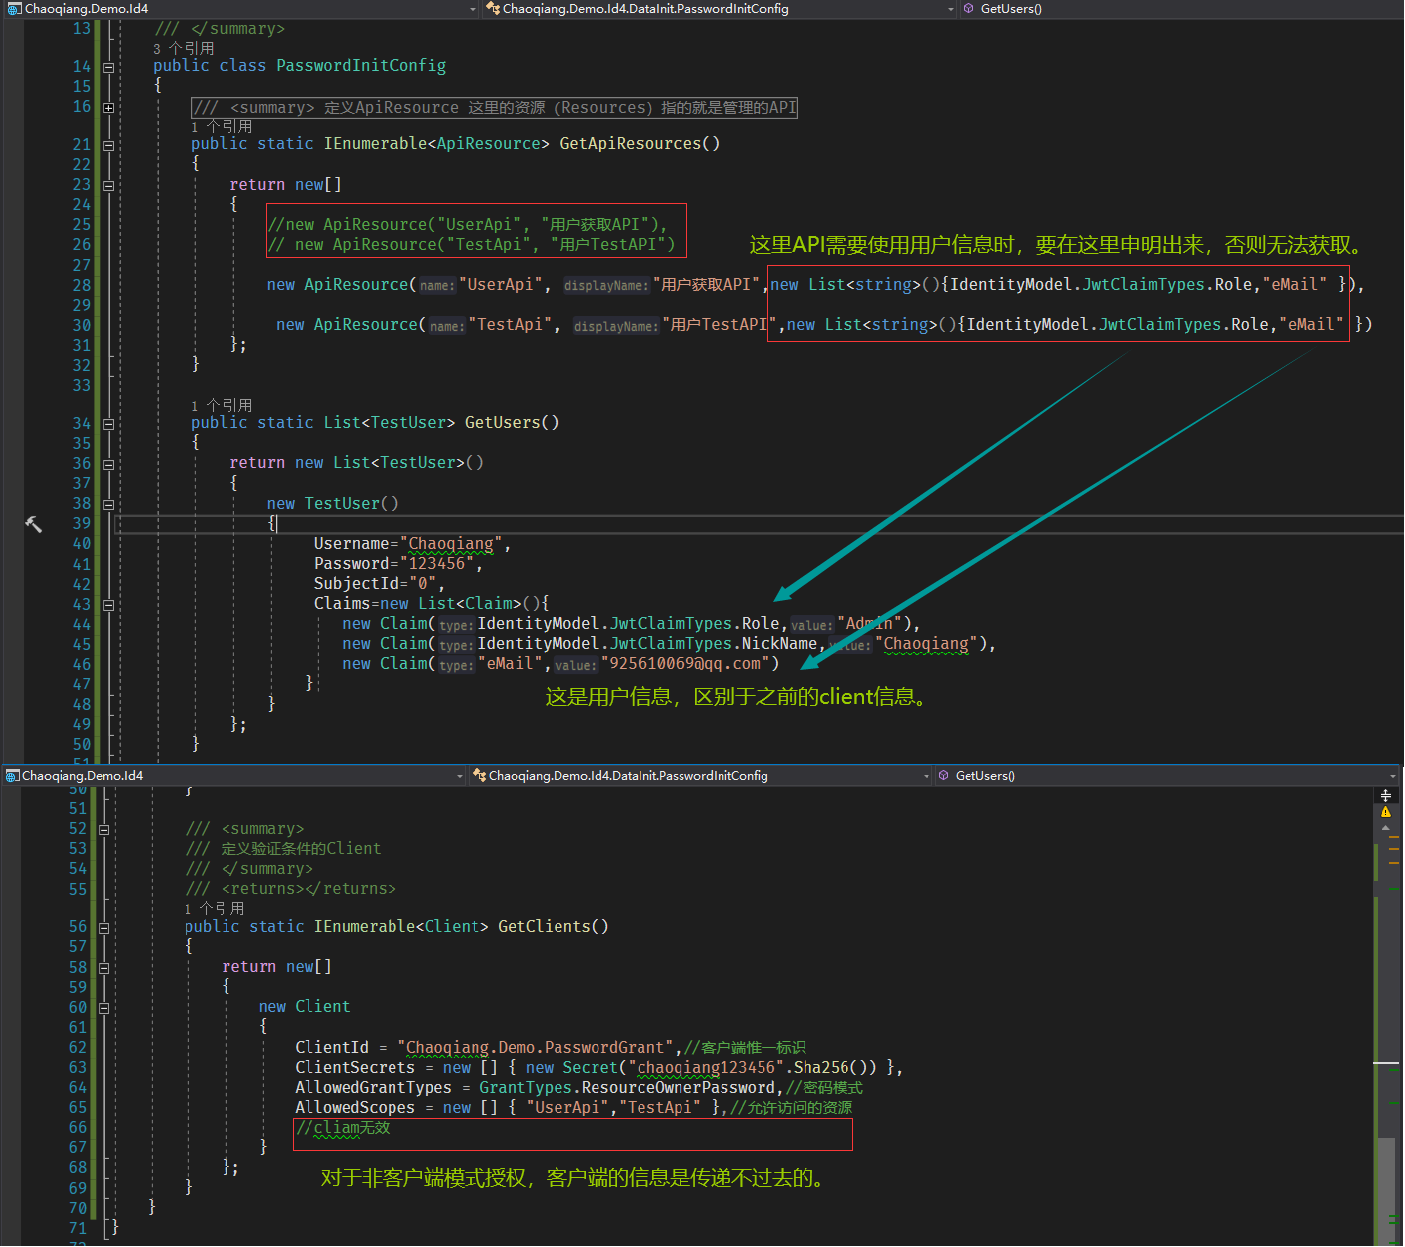 Chaoqiang.Demo.Id4 Chaoqiang.Demo.Id4.DataInit.PasswordInitConfig GetUsers()
13 /// </summary>
3 个引用
14 public class PasswordInitConfig
15 {
16 /// <summary> 定义ApiResource 这里的资源（Resources）指的就是管理的API
1 个引用
21 public static IEnumerable<ApiResource> GetApiResources()
22 {
23 return new[]
24 {
25 //new ApiResource("UserApi", "用户获取API"),
26 // new ApiResource("TestApi", "用户TestAPI")
这里API需要使用用户信息时，要在这里申明出来，否则无法获取。
27
28 new ApiResource(name:"UserApi", displayName:"用户获取API",new List<string>(){IdentityModel.JwtClaimTypes.Role,"eMail" }),
29
30 new ApiResource(name:"TestApi", displayName:"用户TestAPI",new List<string>(){IdentityModel.JwtClaimTypes.Role,"eMail" })
31 };
32 }
33
1 个引用
34 public static List<TestUser> GetUsers()
35 {
36 return new List<TestUser>()
37 {
38 new TestUser()
39 {
40 Username="Chaoqiang",
41 Password="123456",
42 SubjectId="0",
43 Claims=new List<Claim>(){
44 new Claim(type:IdentityModel.JwtClaimTypes.Role,value:"Admin"),
45 new Claim(type:IdentityModel.JwtClaimTypes.NickName,value:"Chaoqiang"),
46 new Claim(type:"eMail",value:"925610069@qq.com")
47 }
这是用户信息，区别于之前的client信息。
48 }
49 };
50 }
51
Chaoqiang.Demo.Id4 Chaoqiang.Demo.Id4.DataInit.PasswordInitConfig GetUsers()
50 }
51
52 /// <summary>
53 /// 定义验证条件的Client
54 /// </summary>
55 /// <returns></returns>
1 个引用
56 public static IEnumerable<Client> GetClients()
57 {
58 return new[]
59 {
60 new Client
61 {
62 ClientId = "Chaoqiang.Demo.PasswordGrant",//客户端惟一标识
63 ClientSecrets = new [] { new Secret("chaoqiang123456".Sha256()) },
64 AllowedGrantTypes = GrantTypes.ResourceOwnerPassword,//密码模式
65 AllowedScopes = new [] { "UserApi","TestApi" },//允许访问的资源
66 //cliam无效
67 }
68 };
对于非客户端模式授权，客户端的信息是传递不过去的。
69 }
70 }
71 }
72